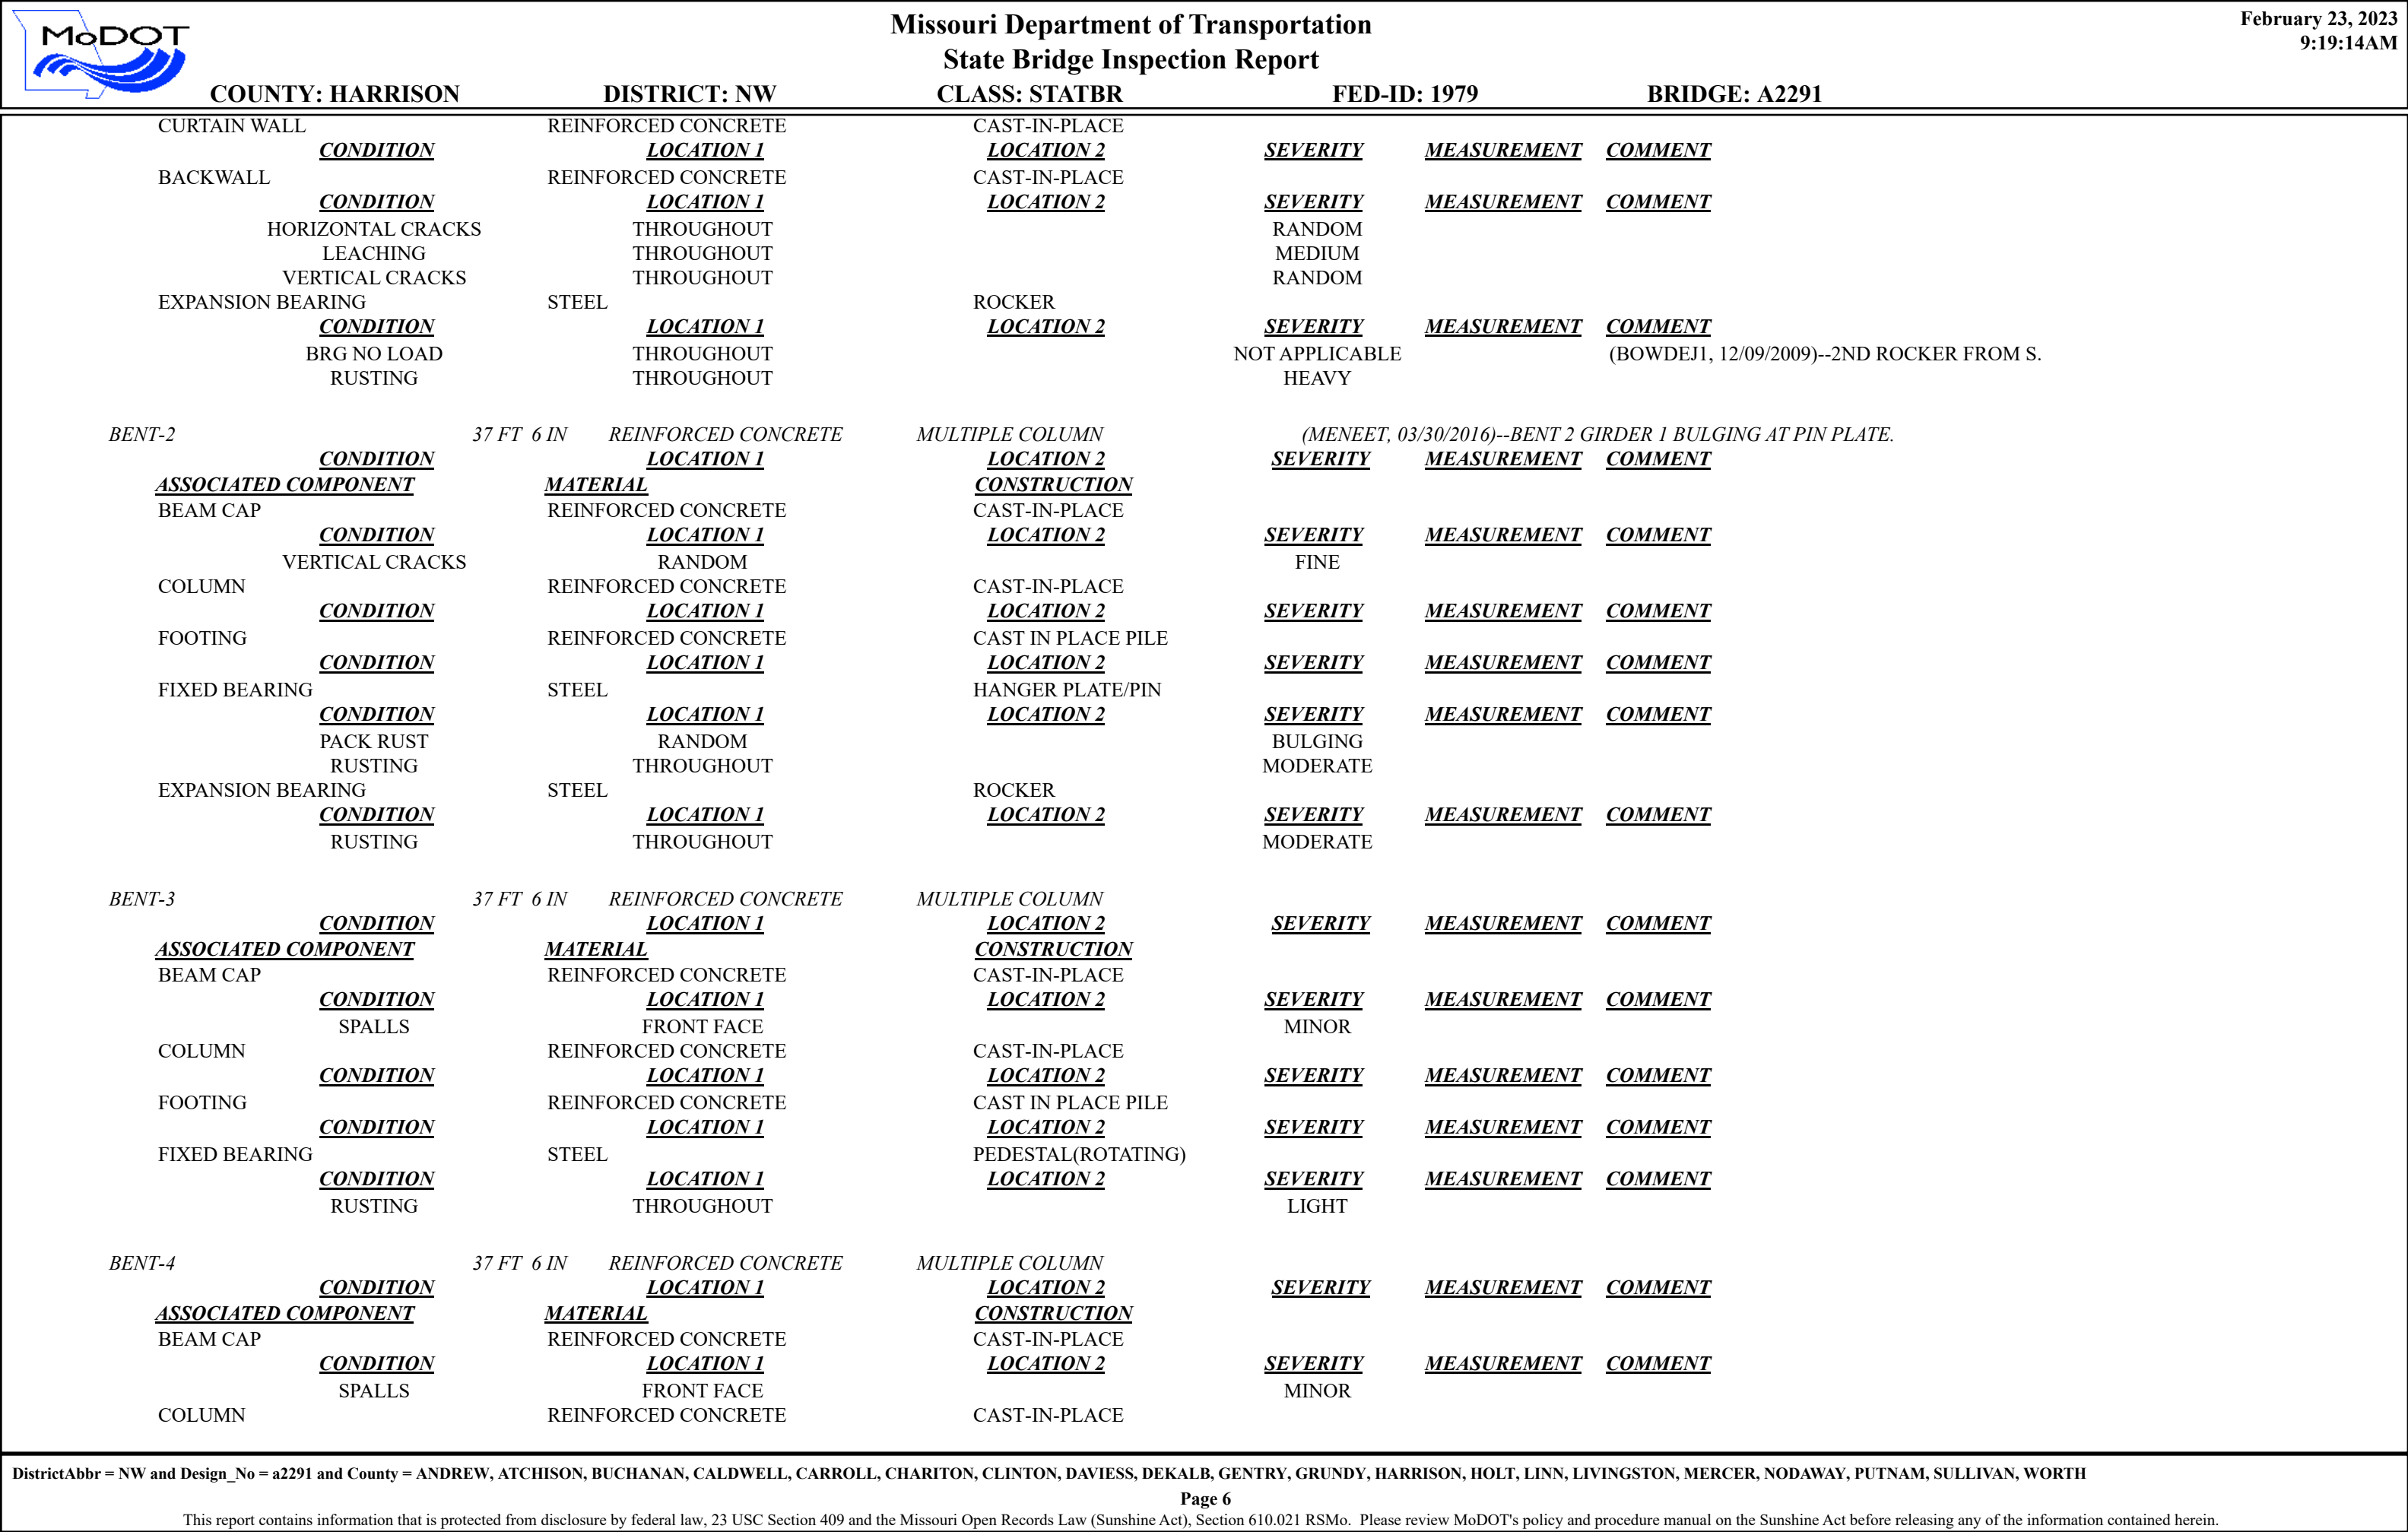 MoDOT
Missouri Department of Transportation
State Bridge Inspection Report
February 23, 2023
9:19:14AM
COUNTY: HARRISON DISTRICT: NW CLASS: STATBR FED-ID: 1979 BRIDGE: A2291
CURTAIN WALL REINFORCED CONCRETE CAST-IN-PLACE
CONDITION LOCATION 1 LOCATION 2 SEVERITY MEASUREMENT COMMENT
BACKWALL REINFORCED CONCRETE CAST-IN-PLACE
CONDITION LOCATION 1 LOCATION 2 SEVERITY MEASUREMENT COMMENT
HORIZONTAL CRACKS THROUGHOUT RANDOM
LEACHING THROUGHOUT MEDIUM
VERTICAL CRACKS THROUGHOUT RANDOM
EXPANSION BEARING STEEL ROCKER
CONDITION LOCATION 1 LOCATION 2 SEVERITY MEASUREMENT COMMENT
BRG NO LOAD THROUGHOUT NOT APPLICABLE (BOWDEJ1, 12/09/2009)--2ND ROCKER FROM S.
RUSTING THROUGHOUT HEAVY
BENT-2 37 FT 6 IN REINFORCED CONCRETE MULTIPLE COLUMN (MENEET, 03/30/2016)--BENT 2 GIRDER 1 BULGING AT PIN PLATE.
CONDITION LOCATION 1 LOCATION 2 SEVERITY MEASUREMENT COMMENT
ASSOCIATED COMPONENT MATERIAL CONSTRUCTION
BEAM CAP REINFORCED CONCRETE CAST-IN-PLACE
CONDITION LOCATION 1 LOCATION 2 SEVERITY MEASUREMENT COMMENT
VERTICAL CRACKS RANDOM FINE
COLUMN REINFORCED CONCRETE CAST-IN-PLACE
CONDITION LOCATION 1 LOCATION 2 SEVERITY MEASUREMENT COMMENT
FOOTING REINFORCED CONCRETE CAST IN PLACE PILE
CONDITION LOCATION 1 LOCATION 2 SEVERITY MEASUREMENT COMMENT
FIXED BEARING STEEL HANGER PLATE/PIN
CONDITION LOCATION 1 LOCATION 2 SEVERITY MEASUREMENT COMMENT
PACK RUST RANDOM BULGING
RUSTING THROUGHOUT MODERATE
EXPANSION BEARING STEEL ROCKER
CONDITION LOCATION 1 LOCATION 2 SEVERITY MEASUREMENT COMMENT
RUSTING THROUGHOUT MODERATE
BENT-3 37 FT 6 IN REINFORCED CONCRETE MULTIPLE COLUMN
CONDITION LOCATION 1 LOCATION 2 SEVERITY MEASUREMENT COMMENT
ASSOCIATED COMPONENT MATERIAL CONSTRUCTION
BEAM CAP REINFORCED CONCRETE CAST-IN-PLACE
CONDITION LOCATION 1 LOCATION 2 SEVERITY MEASUREMENT COMMENT
SPALLS FRONT FACE MINOR
COLUMN REINFORCED CONCRETE CAST-IN-PLACE
CONDITION LOCATION 1 LOCATION 2 SEVERITY MEASUREMENT COMMENT
FOOTING REINFORCED CONCRETE CAST IN PLACE PILE
CONDITION LOCATION 1 LOCATION 2 SEVERITY MEASUREMENT COMMENT
FIXED BEARING STEEL PEDESTAL(ROTATING)
CONDITION LOCATION 1 LOCATION 2 SEVERITY MEASUREMENT COMMENT
RUSTING THROUGHOUT LIGHT
BENT-4 37 FT 6 IN REINFORCED CONCRETE MULTIPLE COLUMN
CONDITION LOCATION 1 LOCATION 2 SEVERITY MEASUREMENT COMMENT
ASSOCIATED COMPONENT MATERIAL CONSTRUCTION
BEAM CAP REINFORCED CONCRETE CAST-IN-PLACE
CONDITION LOCATION 1 LOCATION 2 SEVERITY MEASUREMENT COMMENT
SPALLS FRONT FACE MINOR
COLUMN REINFORCED CONCRETE CAST-IN-PLACE
DistrictAbbr = NW and Design_No = a2291 and County = ANDREW, ATCHISON, BUCHANAN, CALDWELL, CARROLL, CHARITON, CLINTON, DAVIESS, DEKALB, GENTRY, GRUNDY, HARRISON, HOLT, LINN, LIVINGSTON, MERCER, NODAWAY, PUTNAM, SULLIVAN, WORTH
Page 6
This report contains information that is protected from disclosure by federal law, 23 USC Section 409 and the Missouri Open Records Law (Sunshine Act), Section 610.021 RSMo. Please review MoDOT's policy and procedure manual on the Sunshine Act before releasing any of the information contained herein.